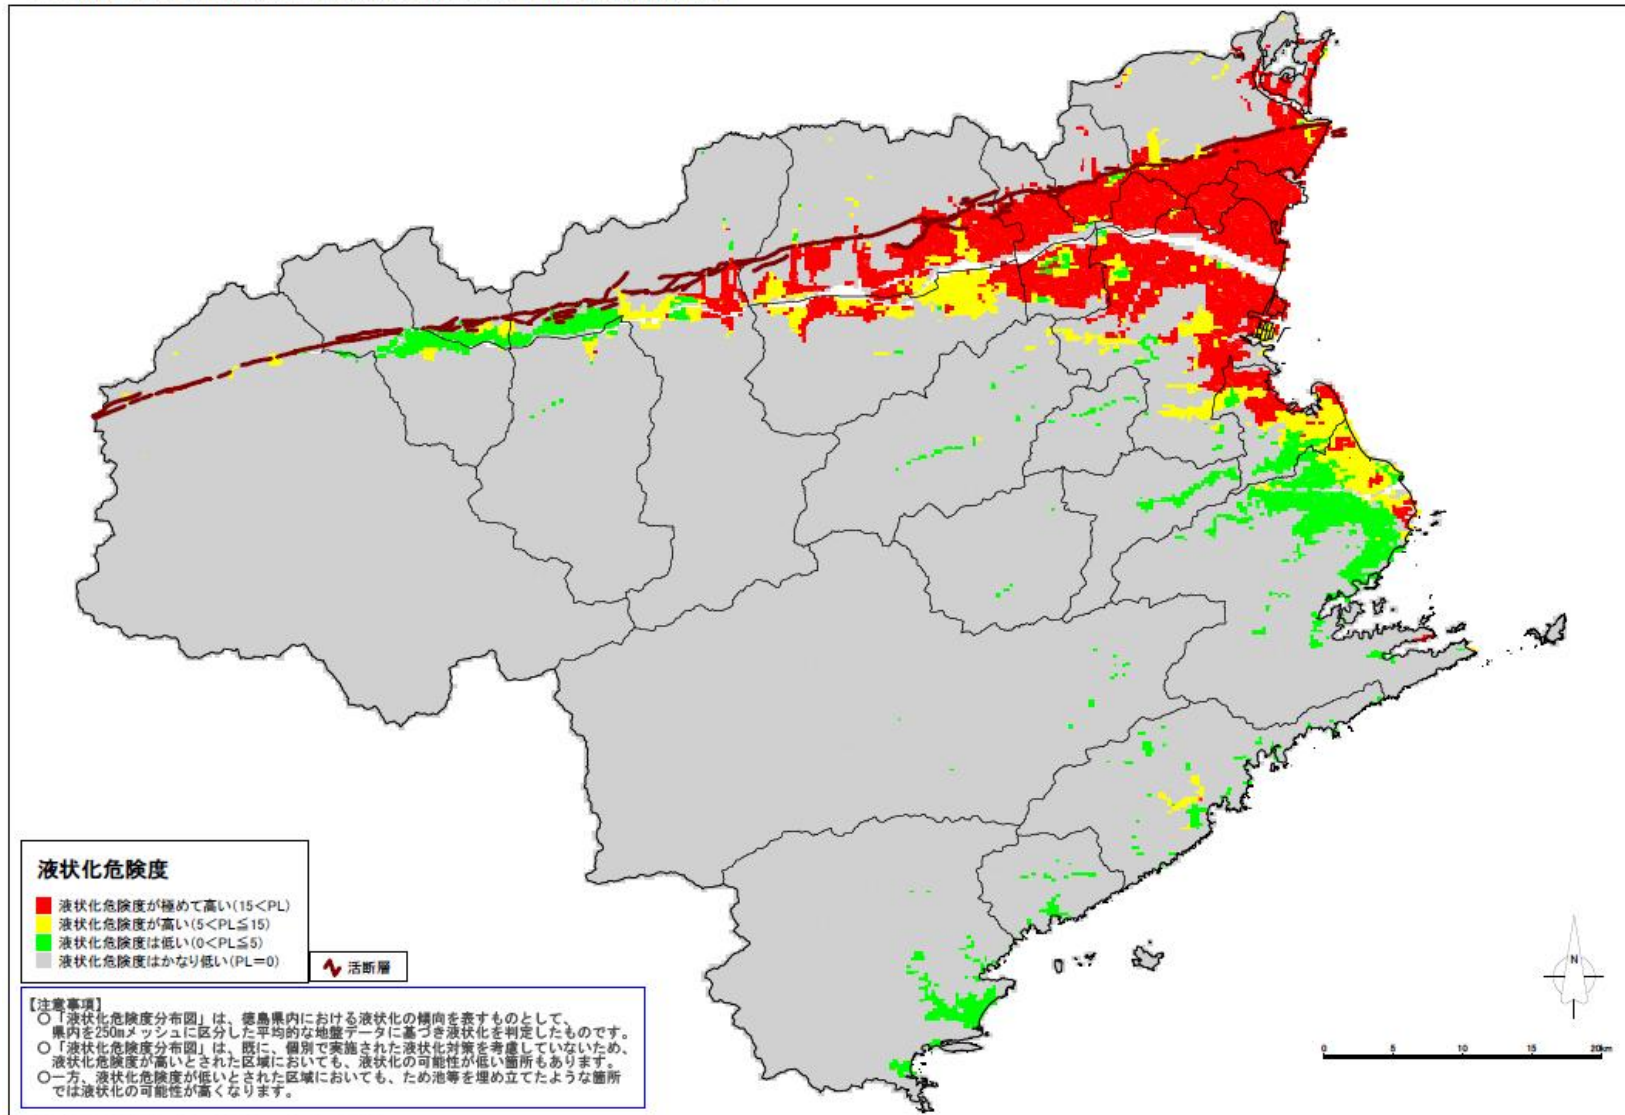 液状化危険度
液状化危険度が極めて高い(15<PL)
液状化危険度が高い(5<PL≦15)
液状化危険度は低い(0<PL≦5)
液状化危険度はかなり低い(PL=0)
活断層
【注意事項】
○「液状化危険度分布図」は、徳島県内における液状化の傾向を表すものとして、
県内を250mメッシュに区分した平均的な地盤データに基づき液状化を判定したものです。
○「液状化危険度分布図」は、既に、個別で実施された液状化対策を考慮していないため、
液状化危険度が高いとされた区域においても、液状化の可能性が低い箇所もあります。
○一方、液状化危険度が低いとされた区域においても、ため池等を埋め立てたような箇所
では液状化の可能性が高くなります。
N
0 5 10 15 20km